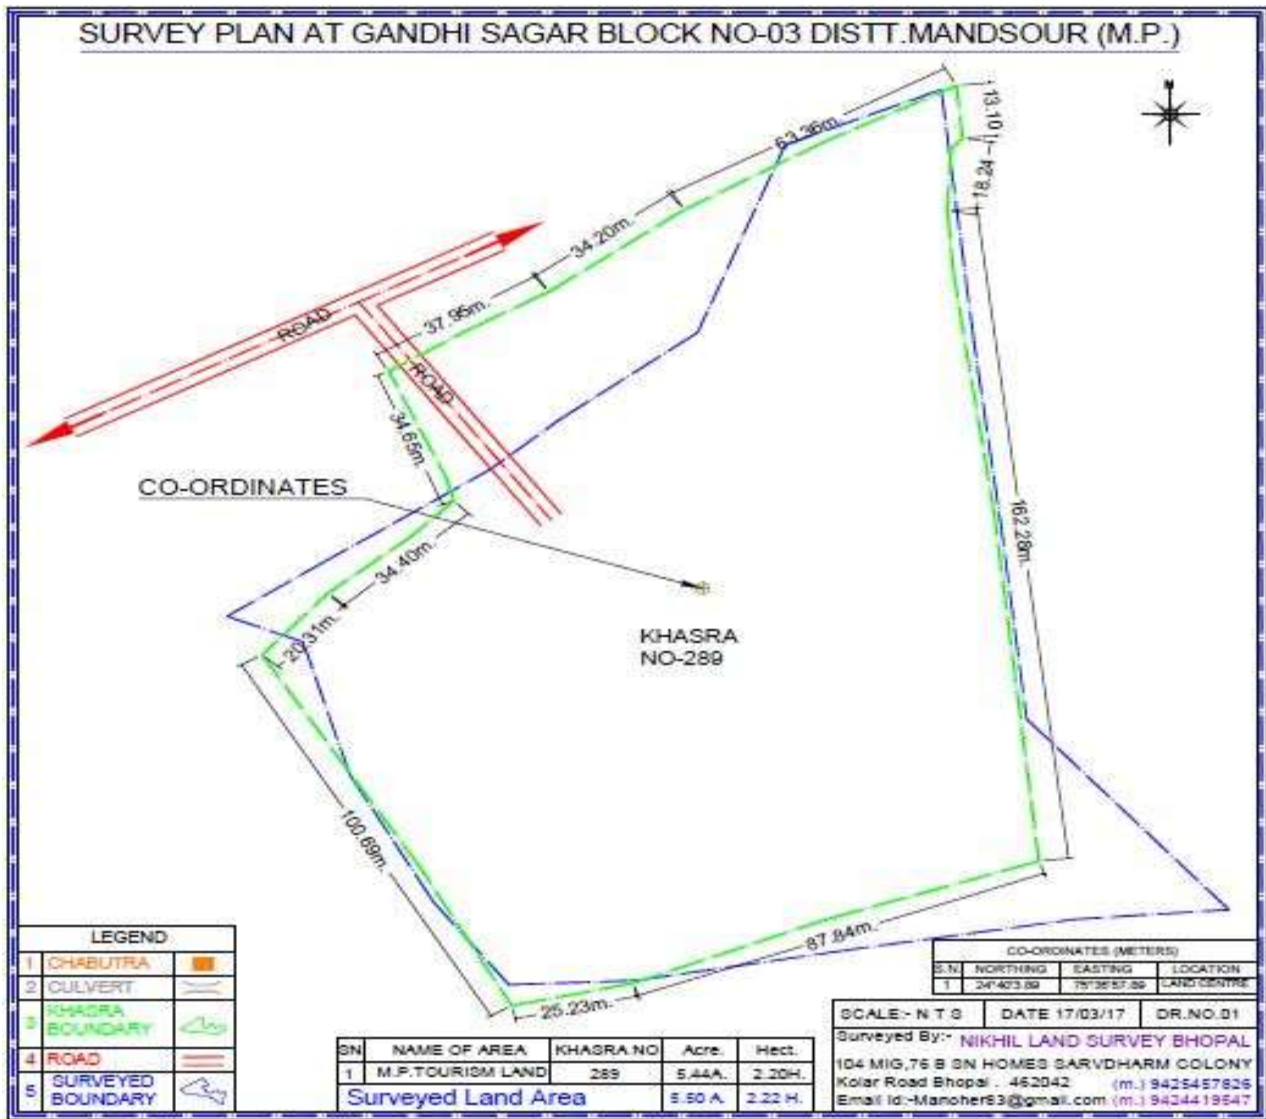 SURVEY PLAN AT GANDHI SAGAR BLOCK NO-03 DISTT.MANDSOUR (M.P.)
N
13.10
63.36m.
18.24
34.20m.
37.95m.
ROAD
ROAD
34.65m.
CO-ORDINATES
162.28m.
34.40m.
20.31m.
KHASRA
NO-289
100.69m.
87.84m.
25.23m.
LEGEND
1 CHABUTRA
2 CULVERT
3 KHASRA
BOUNDARY
4 ROAD
5 SURVEYED
BOUNDARY
SN NAME OF AREA KHASRA NO Acre. Hect.
1 M.P.TOURISM LAND 289 5.44A. 2.20H.
Surveyed Land Area 5.50 A. 2.22 H.
CO-ORDINATES (METERS)
S.N. NORTHING EASTING LOCATION
1 LAND CENTRE
SCALE:- N T S DATE 17/03/17 DR.NO.01
Surveyed By:- NIKHIL LAND SURVEY BHOPAL
104 MIG,76 B SN HOMES SARVDHARM COLONY
Kolar Road Bhopal . 462042 (m.) 9425457826
Email Id:-Manoher83@gmail.com (m.) 9424419547